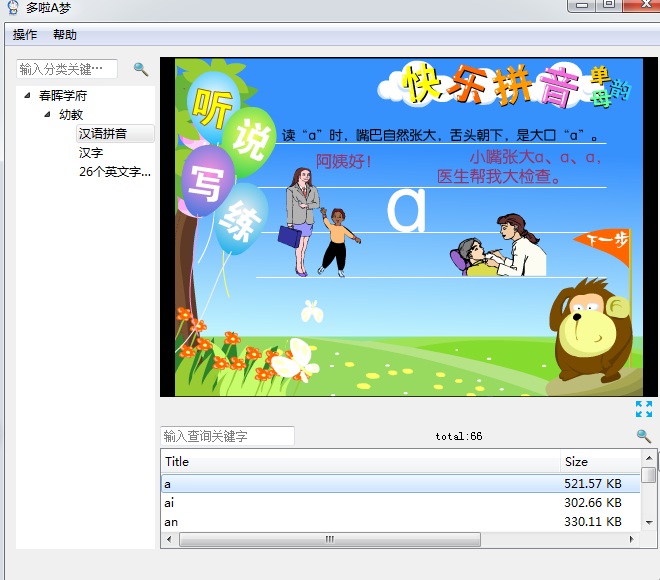 多啦A梦
操作 帮助
输入分类关键…
春晖学府
幼教
汉语拼音
汉字
26个英文字...
快乐拼音 单韵母
听
说
写
练
读“ɑ”时，嘴巴自然张大，舌头朝下，是大口“ɑ”。
阿姨好！
小嘴张大ɑ、ɑ、ɑ，
医生帮我大检查。
ɑ
下一步
输入查询关键字
total:66
Title Size
a 521.57 KB
ai 302.66 KB
an 330.11 KB